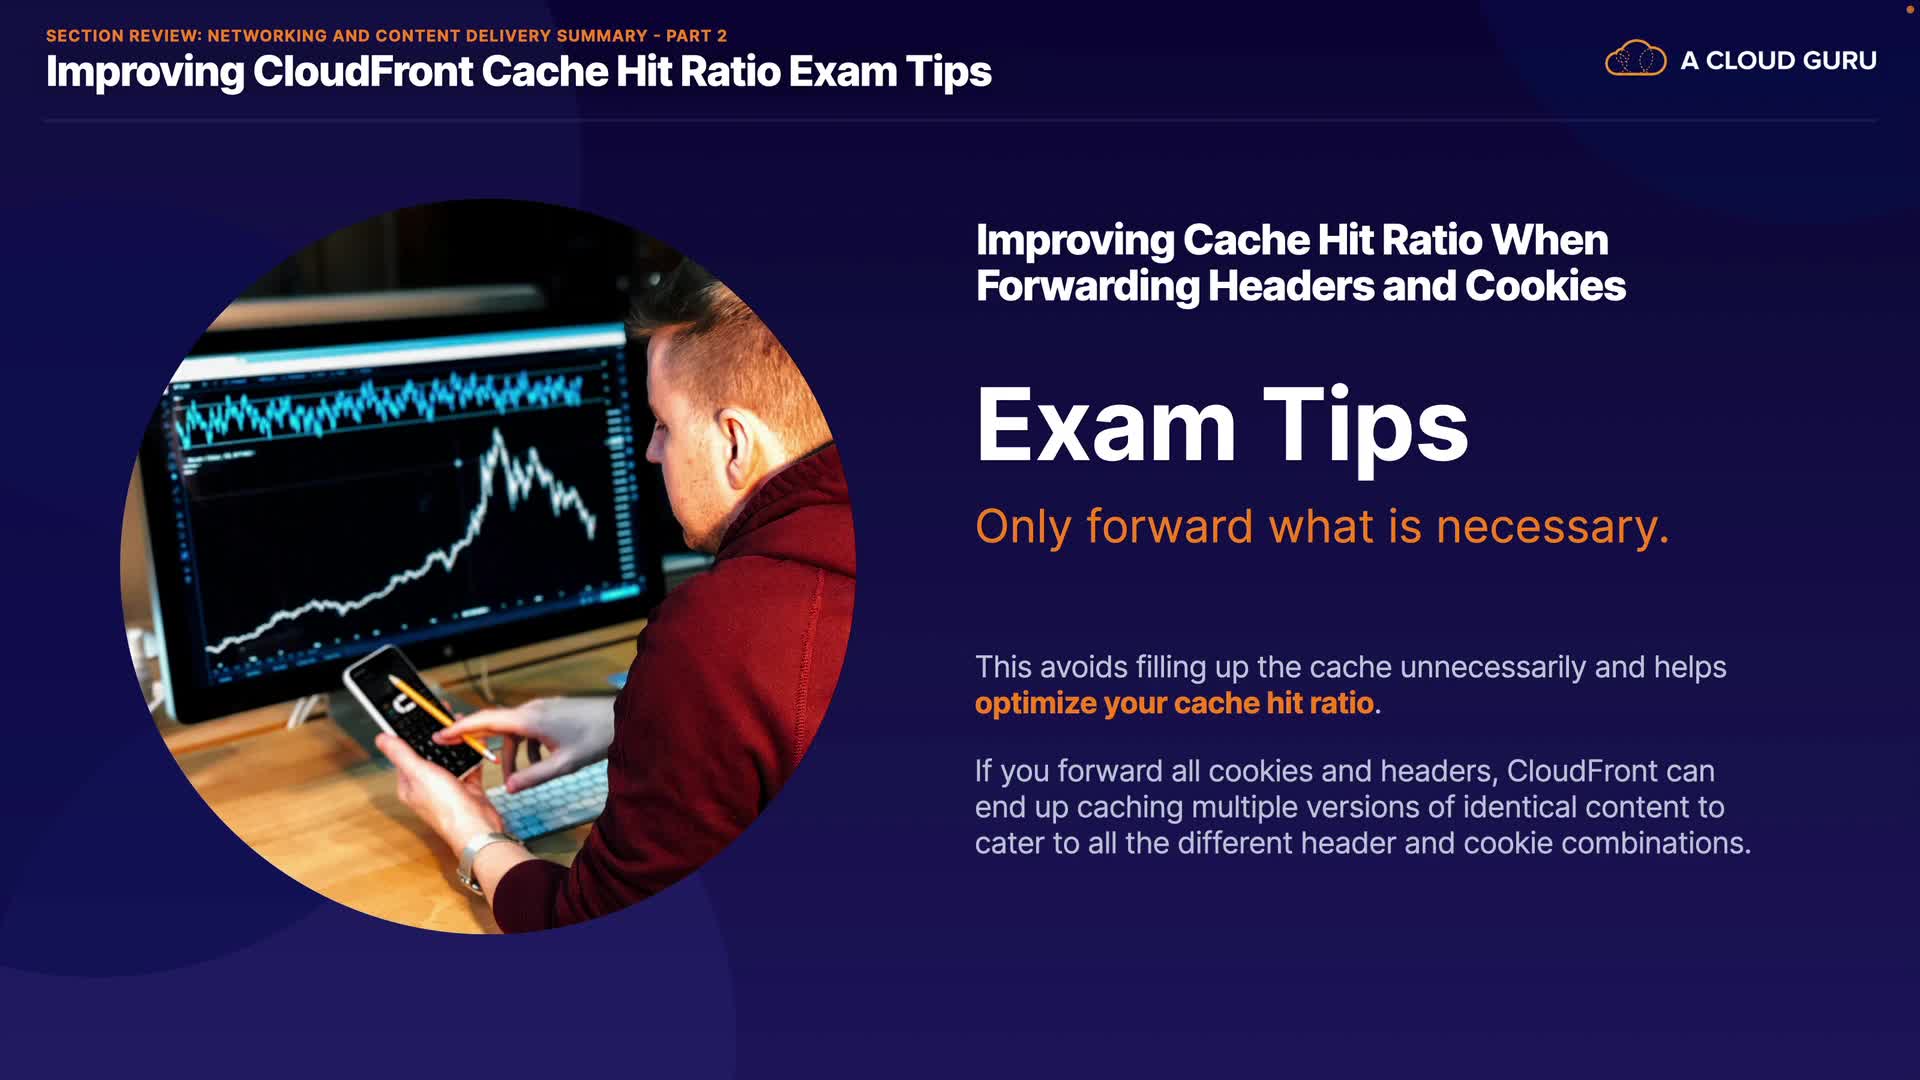 SECTION REVIEW: NETWORKING AND CONTENT DELIVERY SUMMARY - PART 2
Improving CloudFront Cache Hit Ratio Exam Tips
A CLOUD GURU
Improving Cache Hit Ratio When
Forwarding Headers and Cookies
Exam Tips
Only forward what is necessary.
This avoids filling up the cache unnecessarily and helps
optimize your cache hit ratio.
If you forward all cookies and headers, CloudFront can
end up caching multiple versions of identical content to
cater to all the different header and cookie combinations.